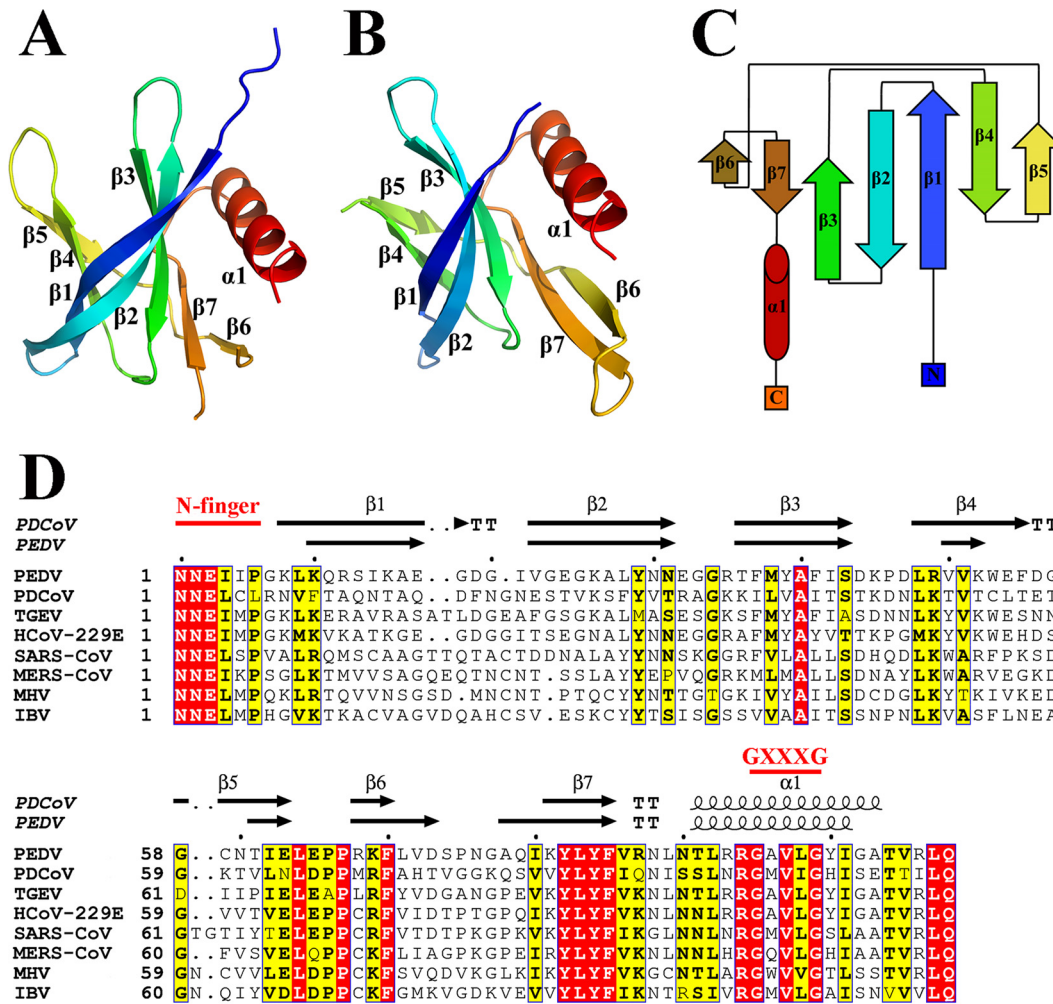 A
B
C
β3
β5
β4
β1
β2
β7
β6
α1
β3
β5
β4
β1
β2
β7
β6
α1
β6
β7
β3
β2
β1
β4
β5
α1
C
N
D
N-finger
β1 β2 β3 β4
PDCoV .. TT TT
PEDV
PEDV 1 NNEIIPGKLKQRSIKAE..GDG.IVGEGKALYNNEGGRTFMYAFISDKPDLRVVKWEFDG
PDCoV 1 NNELCLRNVFTAQNTAQ..DFNGNESTVKSFYVTRAGKKILVAITSTKDNLKTVTCLTET
TGEV 1 NNEIMPGKLKERAVRASATLDGEAFGSGKALMASESGKSFMYAFIASDNNLKYVKWESNN
HCoV-229E 1 NNEIMPGKMKVKATKGE..GDGGITSEGNALYNNEGGRAFMYAYVTTKPGMKYVKWEHDS
SARS-CoV 1 NNELSPVALRQMSCAAGTTQTACTDDNALAYYNNSKGGRFVLALLSDHQDLKWARFPKSD
MERS-CoV 1 NNEIKPSGLKTMVVSAGQEQTNCNT.SSLAYYEPVQGRKMLMALLSDNAYLKWARVEGKD
MHV 1 NNELMPQKLRTQVVNSGSD.MNCNT.PTQCYYNTTGTGKIVYAILSDCDGLKYTKIVKED
IBV 1 NNELMPHGVKTKACVAGVDQAHCSV.ESKCYYTSISGSSVVAAITSSNPNLKVASFLNEA
GXXXG
β5 β6 β7 α1
PDCoV .. TT
PEDV TT
PEDV 58 G..CNTIELEPPRKFLVDSPNGAQIKYLYFVRNLNTLRRGAVLGYIGATVRLQ
PDCoV 59 G..KTVLNLDPPMRFAHTVGGKQSVVYLYFIQNISSLNRGMVIGHISETTILQ
TGEV 61 D..IIPIELEAPLRFYVDGANGPEVKYLYFVKNLNTLRRGAVLGYIGATVRLQ
HCoV-229E 59 G..VVTVELEPPCRFVIDTPTGPQIKYLYFVKNLNNLRRGAVLGYIGATVRLQ
SARS-CoV 61 GTGTIYTELEPPCRFVTDTPKGPKVKYLYFIKGLNNLNRGMVLGSLAATVRLQ
MERS-CoV 60 G..FVSVELQPPCKFLIAGPKGPEIRYLYFVKNLNNLHRGQVLGHIAATVRLQ
MHV 59 GN.CVVLELDPPCKFSVQDVKGLKIKYLYFVKGCNTLARGWVVGTLSSTVRLQ
IBV 60 GN.QIYVDLDPPCKFGMKVGDKVEVVYLYFIKNTRSIVRGMVLGAISNVVVLQ